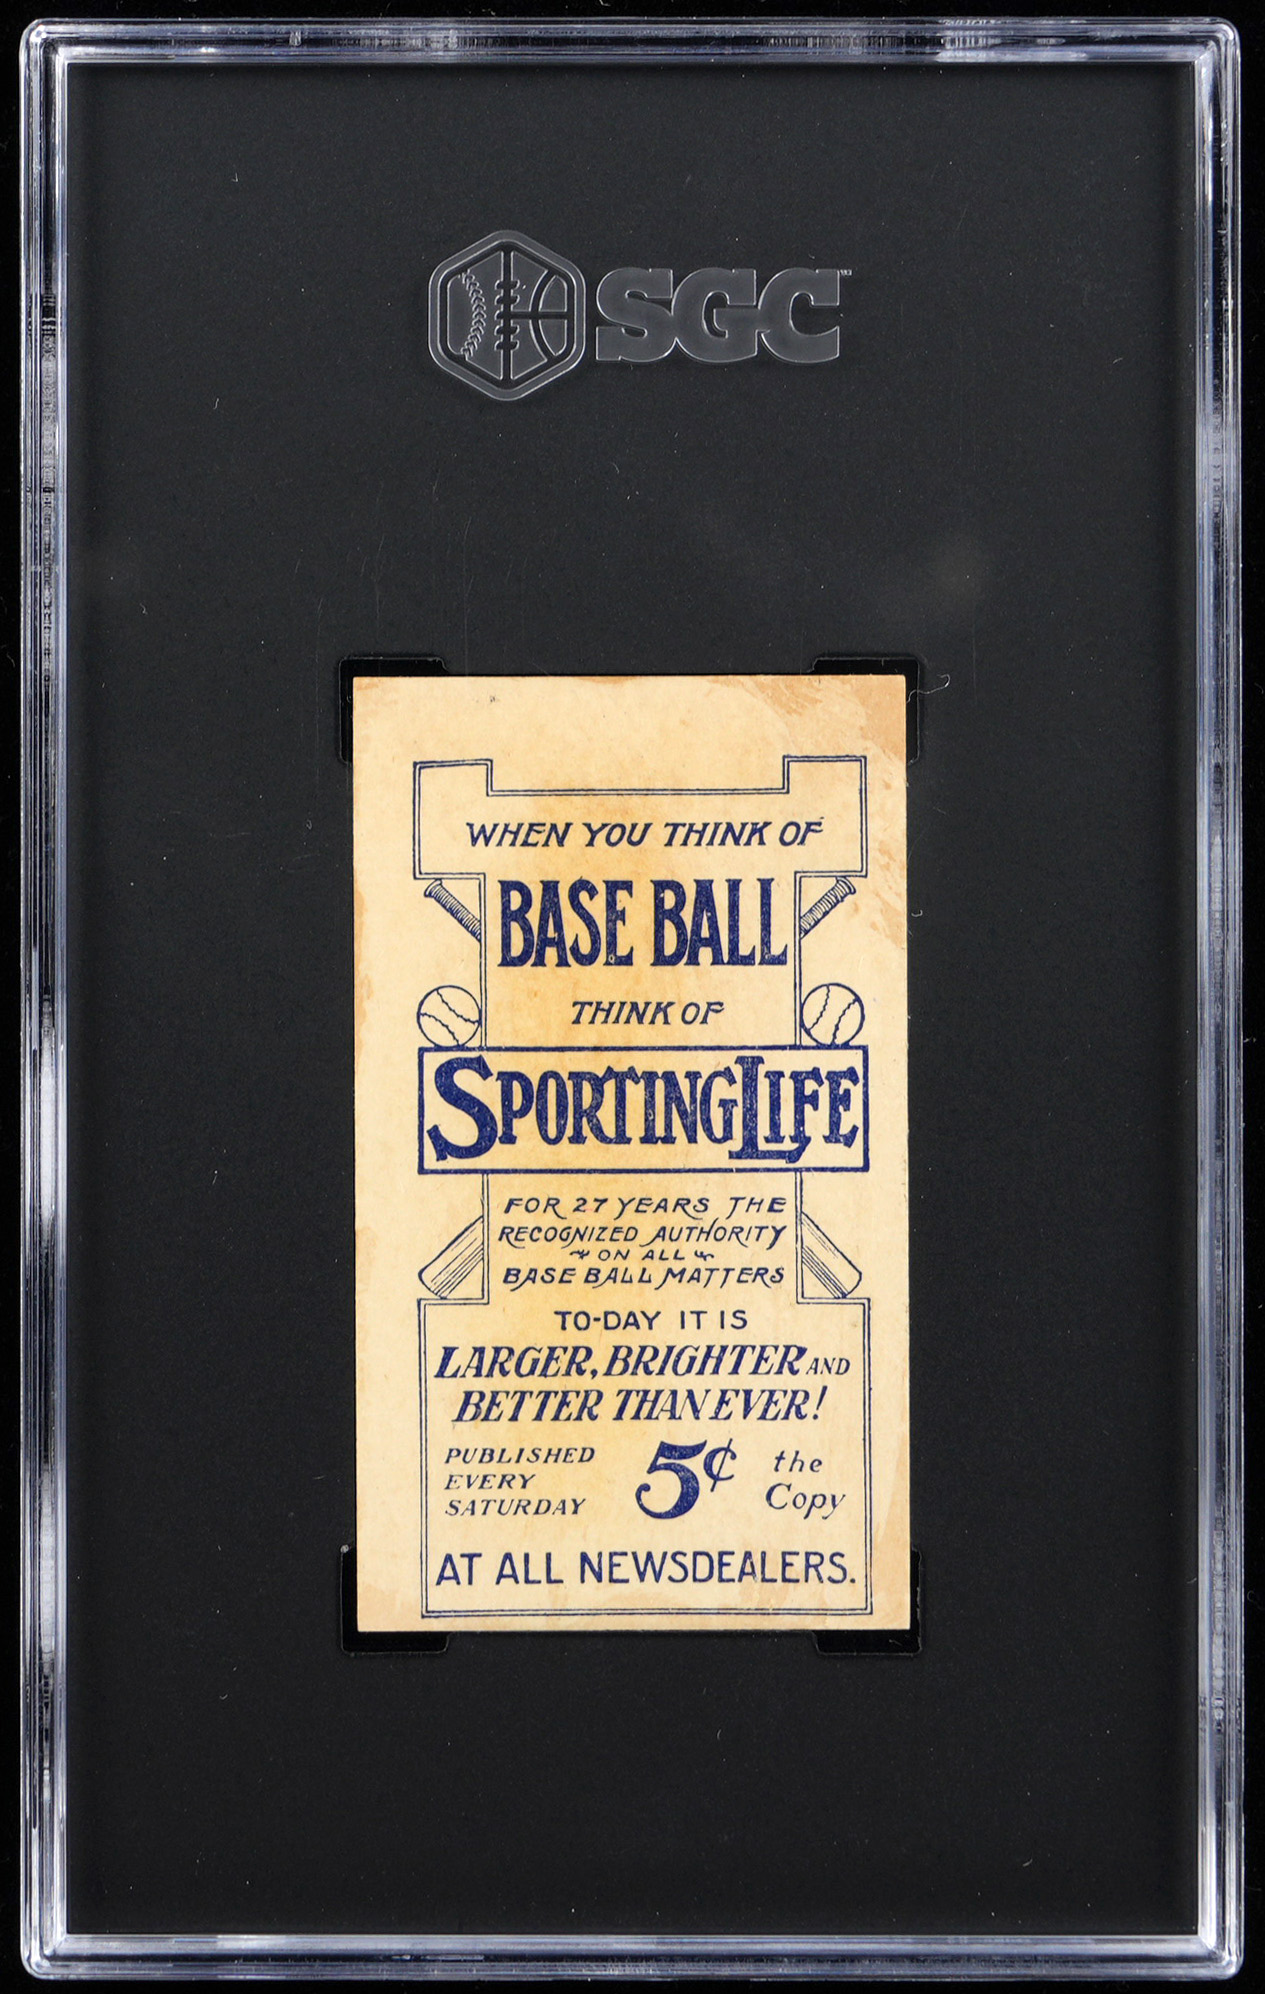 SGC
WHEN YOU THINK OF
BASE BALL
THINK OF
SPORTING LIFE
FOR 27 YEARS THE
RECOGNIZED AUTHORITY
ON ALL
BASE BALL MATTERS
TO-DAY IT IS
LARGER, BRIGHTER AND
BETTER THAN EVER!
PUBLISHED
EVERY
SATURDAY
5¢
the
Copy
AT ALL NEWSDEALERS.